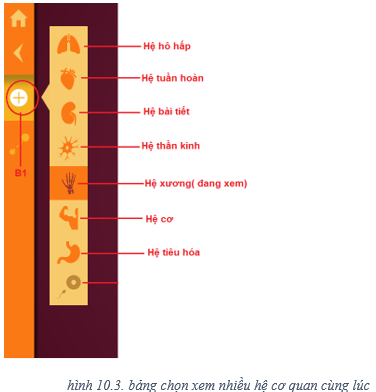 Hệ hô hấp
Hệ tuần hoàn
Hệ bài tiết
Hệ thần kinh
B1
Hệ xương( đang xem)
Hệ cơ
Hệ tiêu hóa
hình 10.3. bảng chọn xem nhiều hệ cơ quan cùng lúc